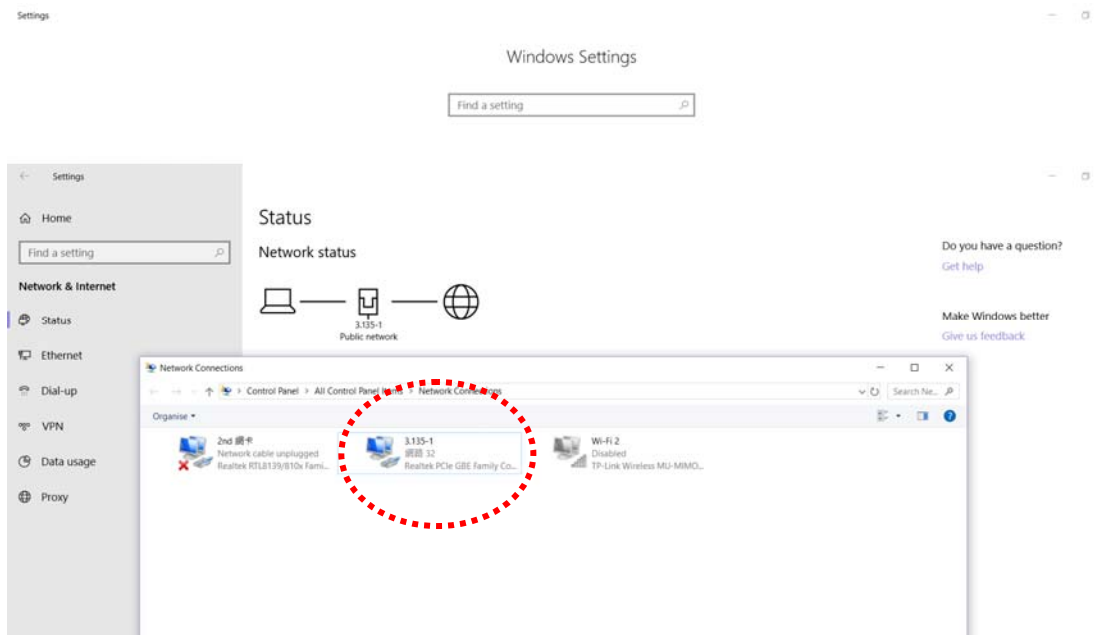 Settings
Windows Settings
Find a setting
Settings
Home
Find a setting
Network & Internet
Status
Ethernet
Dial-up
VPN
Data usage
Proxy
Status
Network status
3.135-1
Public network
Do you have a question?
Get help
Make Windows better
Give us feedback
Network Connections
Control Panel > All Control Panel Items > Network Connections
Search Ne...
Organise
2nd 網卡
Network cable unplugged
Realtek RTL8139/810x Fami...
3.135-1
網路 32
Realtek PCIe GBE Family Co...
Wi-Fi 2
Disabled
TP-Link Wireless MU-MIMO...